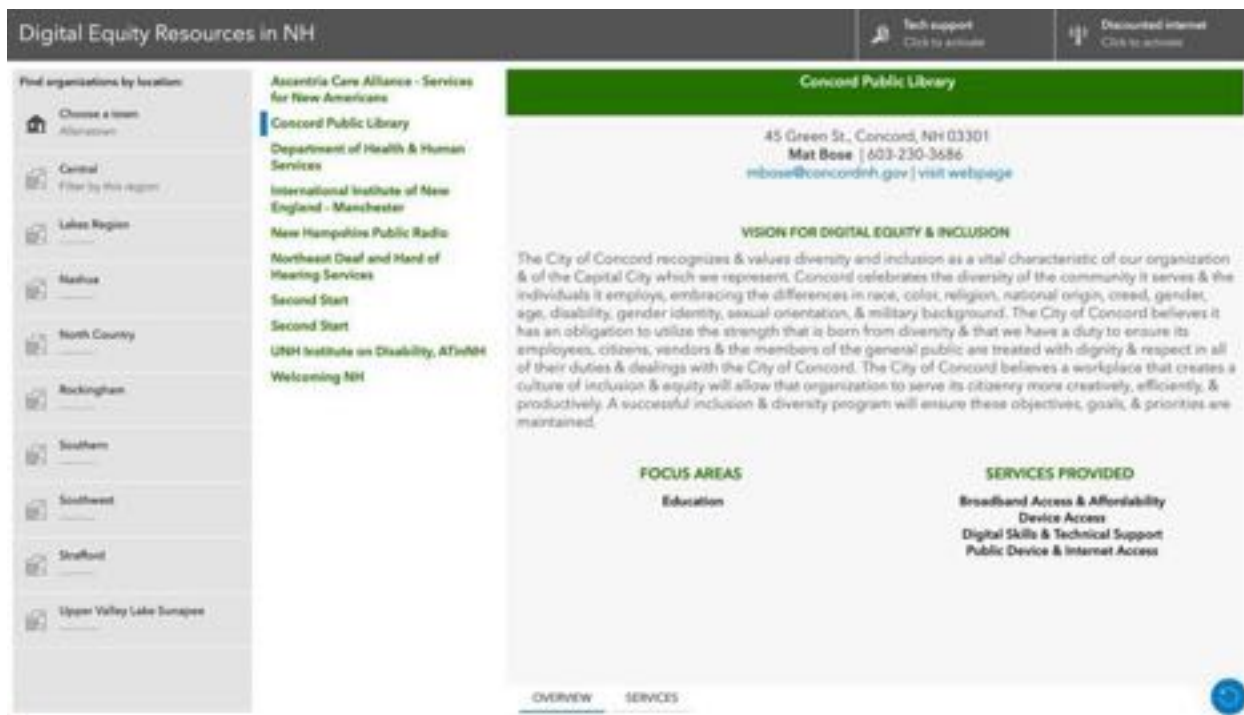 Digital Equity Resources in NH
Tech support
Click to activate
Discounted internet
Click to activate
Find organizations by location:
Choose a town
Allenstown
Central
Filter by this region
Lakes Region
Nashua
North Country
Rockingham
Southern
Southwest
Strafford
Upper Valley Lake Sunapee
Ascentria Care Alliance - Services
for New Americans
Concord Public Library
Department of Health & Human
Services
International Institute of New
England - Manchester
New Hampshire Public Radio
Northeast Deaf and Hard of
Hearing Services
Second Start
Second Start
UNH Institute on Disability, ATinNH
Welcoming NH
Concord Public Library
45 Green St., Concord, NH 03301
Mat Bose | 603-230-3686
mbose@concordnh.gov | visit webpage
VISION FOR DIGITAL EQUITY & INCLUSION
The City of Concord recognizes & values diversity and inclusion as a vital characteristic of our organization
& of the Capital City which we represent. Concord celebrates the diversity of the community it serves & the
individuals it employs, embracing the differences in race, color, religion, national origin, creed, gender,
age, disability, gender identity, sexual orientation, & military background. The City of Concord believes it
has an obligation to utilize the strength that is born from diversity & that we have a duty to ensure its
employees, citizens, vendors & the members of the general public are treated with dignity & respect in all
of their duties & dealings with the City of Concord. The City of Concord believes a workplace that creates a
culture of inclusion & equity will allow that organization to serve its citizenry more creatively, efficiently, &
productively. A successful inclusion & diversity program will ensure these objectives, goals, & priorities are
maintained.
FOCUS AREAS
Education
SERVICES PROVIDED
Broadband Access & Affordability
Device Access
Digital Skills & Technical Support
Public Device & Internet Access
OVERVIEW
SERVICES